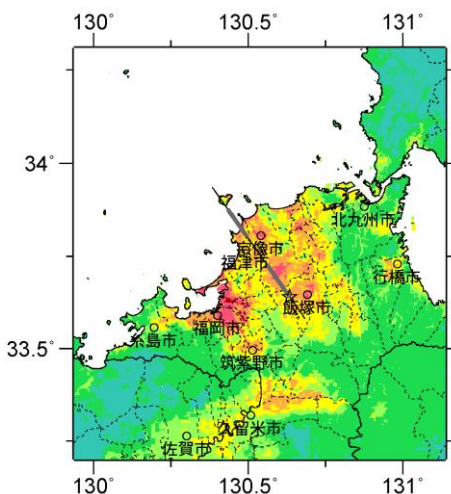 130° 130.5° 131°
34°
北九州市
宗像市
福津市
行橋市
飯塚市
福岡市
糸島市
33.5°
筑紫野市
久留米市
佐賀市
130° 130.5° 131°